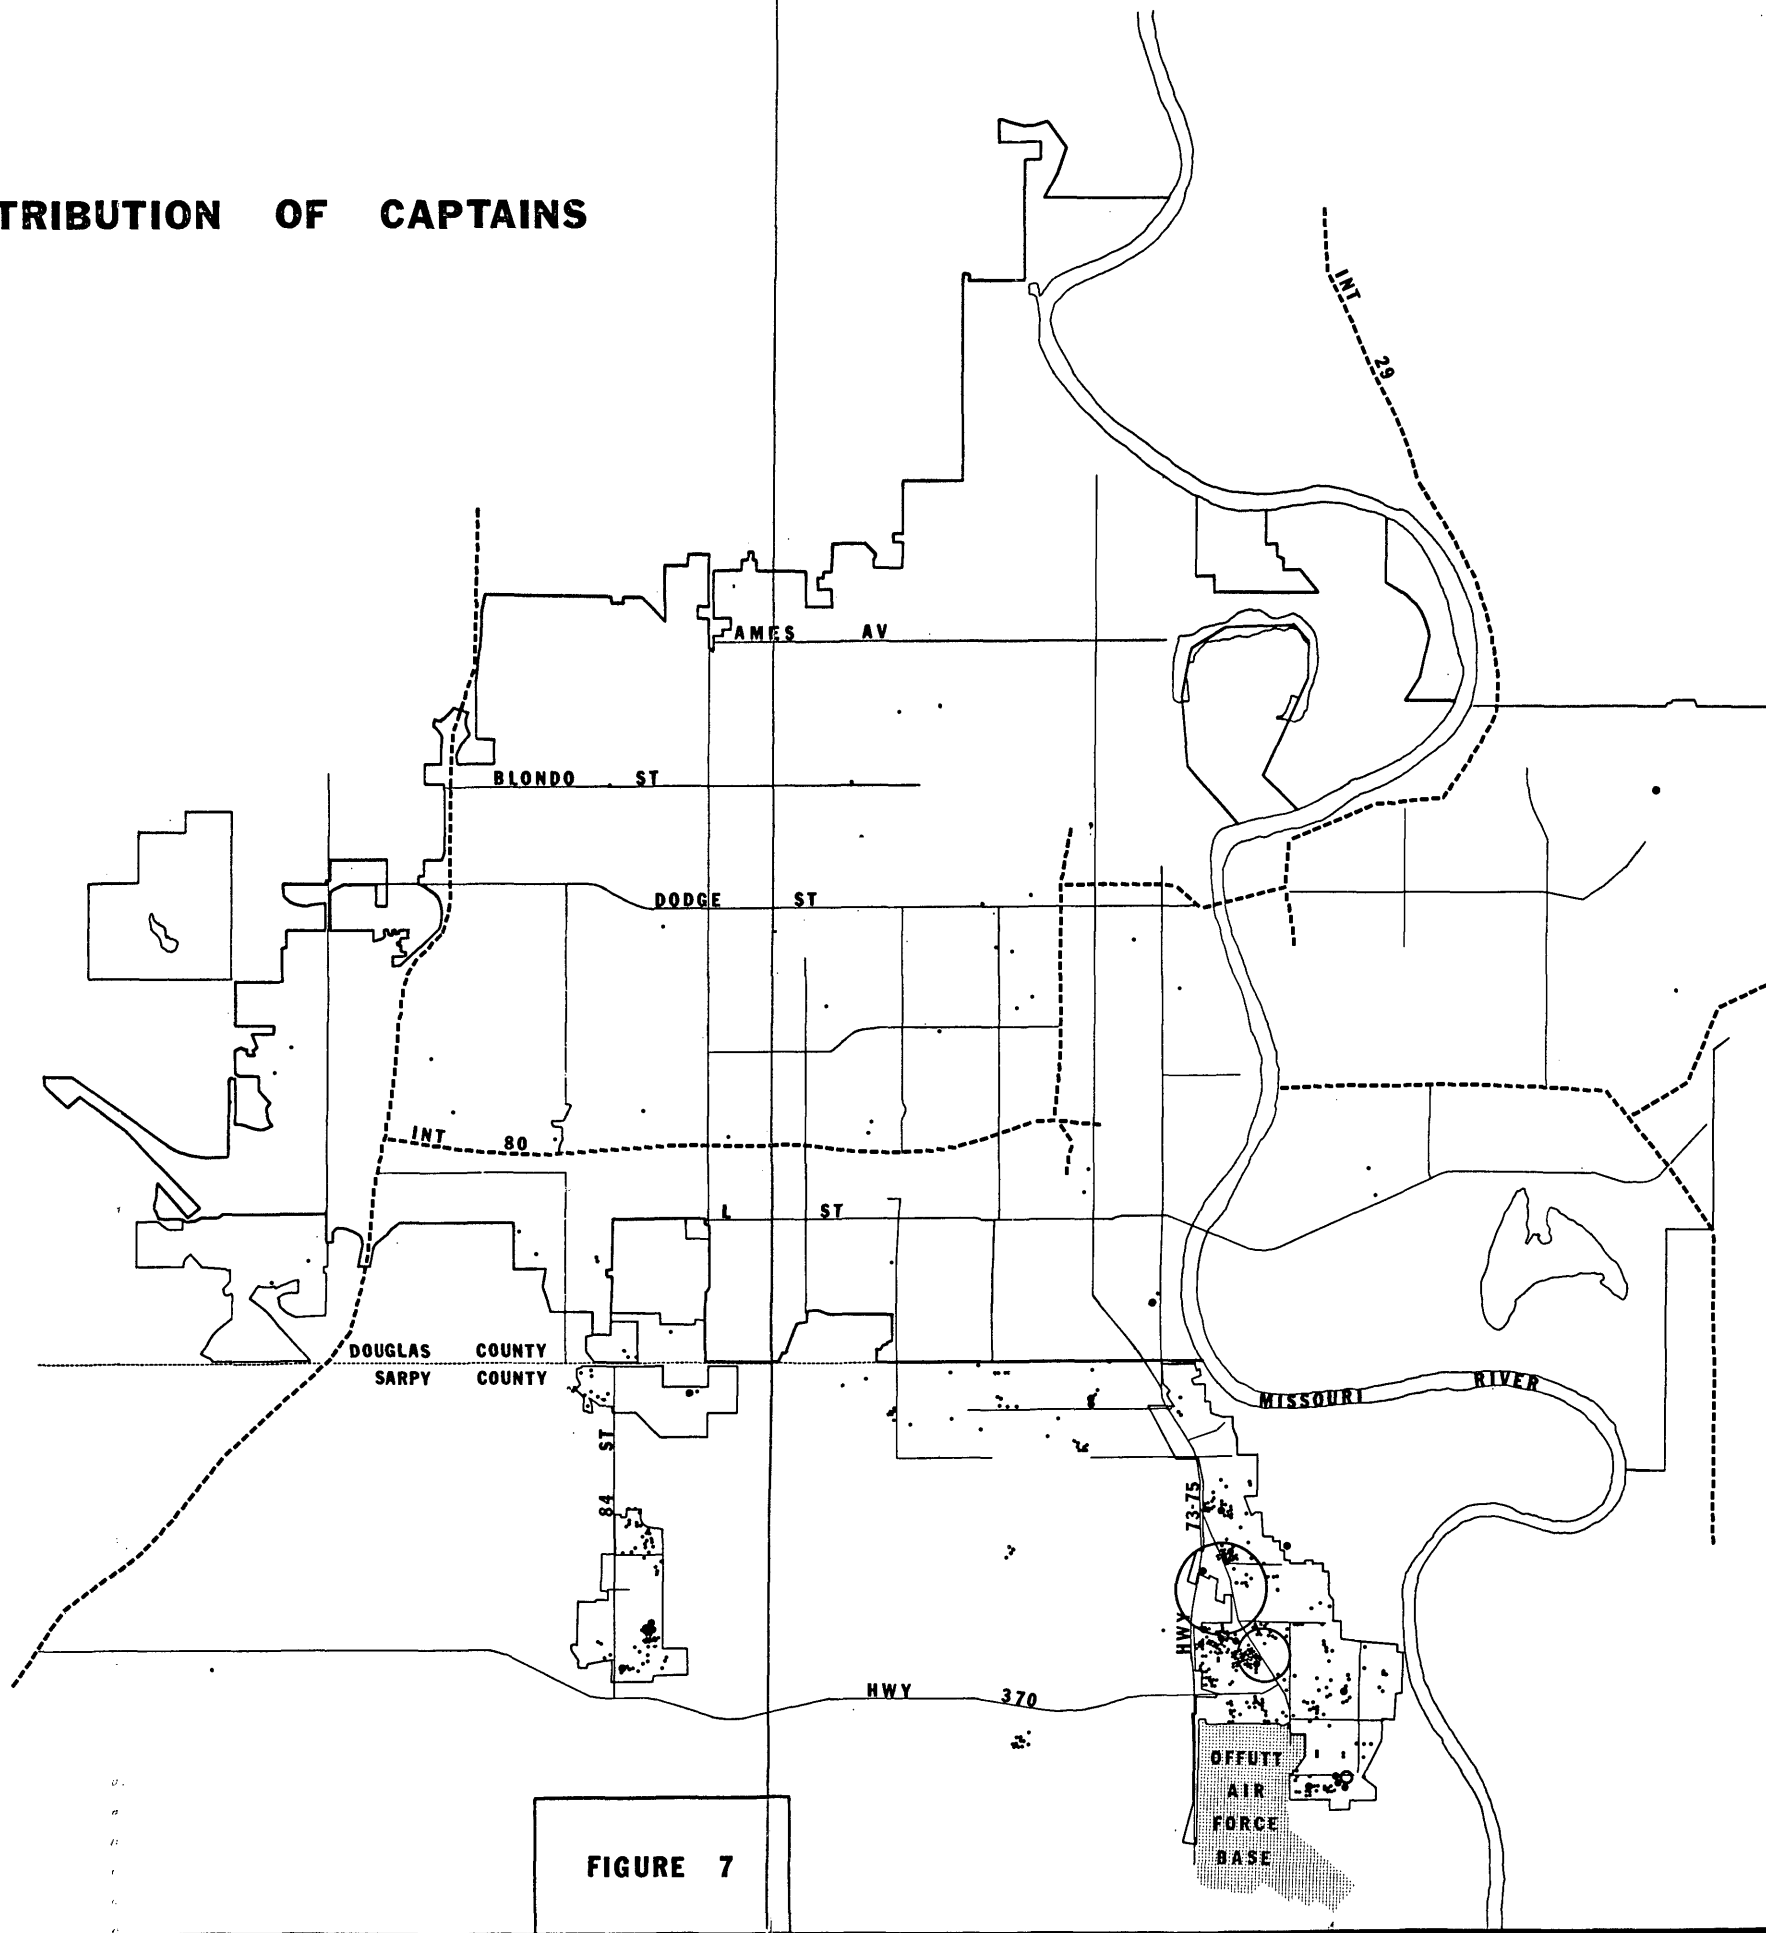 TRIBUTION OF CAPTAINS
INT 29
AMES AV
BLONDO ST
DODGE ST
INT 80
L ST
DOUGLAS COUNTY
SARPY COUNTY
MISSOURI RIVER
84 ST
HWY 73-75
HWY 370
OFFUTT
AIR
FORCE
BASE
FIGURE 7